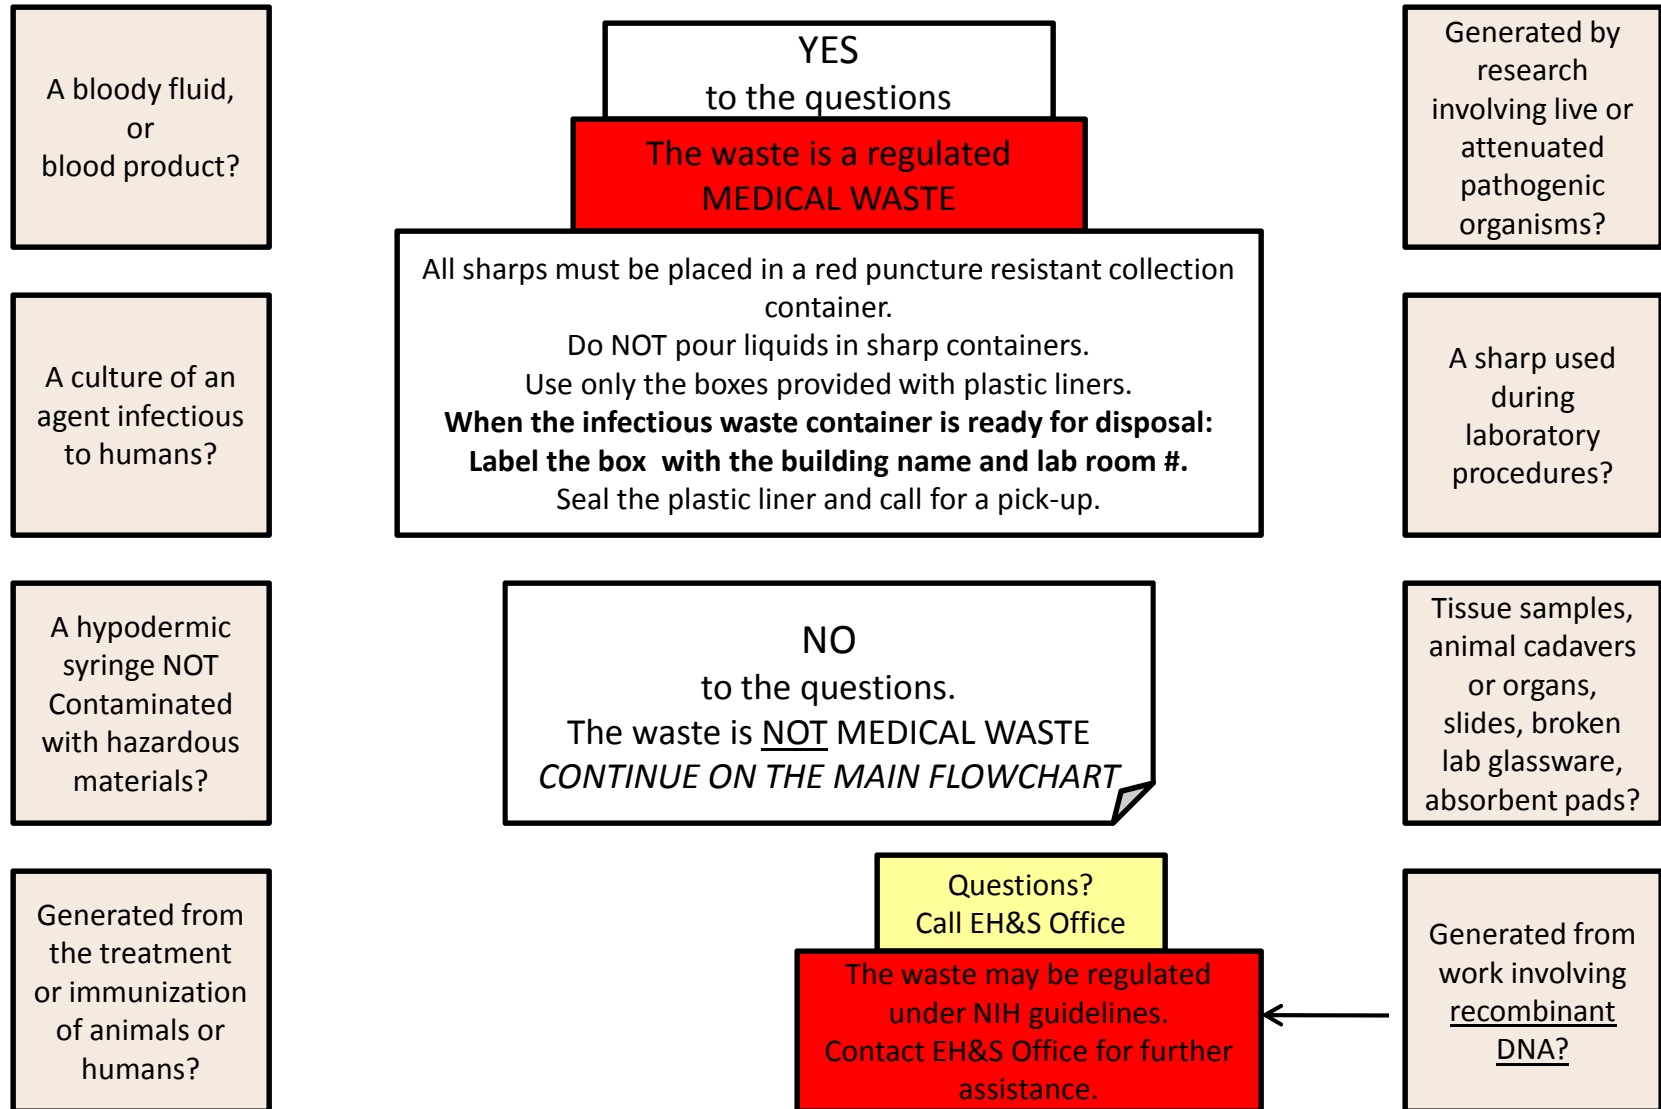 A bloody fluid,
or
blood product?
A culture of an
agent infectious
to humans?
A hypodermic
syringe NOT
Contaminated
with hazardous
materials?
Generated from
the treatment
or immunization
of animals or
humans?
YES
to the questions
The waste is a regulated
MEDICAL WASTE
All sharps must be placed in a red puncture resistant collection
container.
Do NOT pour liquids in sharp containers.
Use only the boxes provided with plastic liners.
When the infectious waste container is ready for disposal:
Label the box with the building name and lab room #.
Seal the plastic liner and call for a pick-up.
NO
to the questions.
The waste is NOT MEDICAL WASTE
CONTINUE ON THE MAIN FLOWCHART
Questions?
Call EH&S Office
The waste may be regulated
under NIH guidelines.
Contact EH&S Office for further
assistance.
Generated by
research
involving live or
attenuated
pathogenic
organisms?
A sharp used
during
laboratory
procedures?
Tissue samples,
animal cadavers
or organs,
slides, broken
lab glassware,
absorbent pads?
Generated from
work involving
recombinant
DNA?